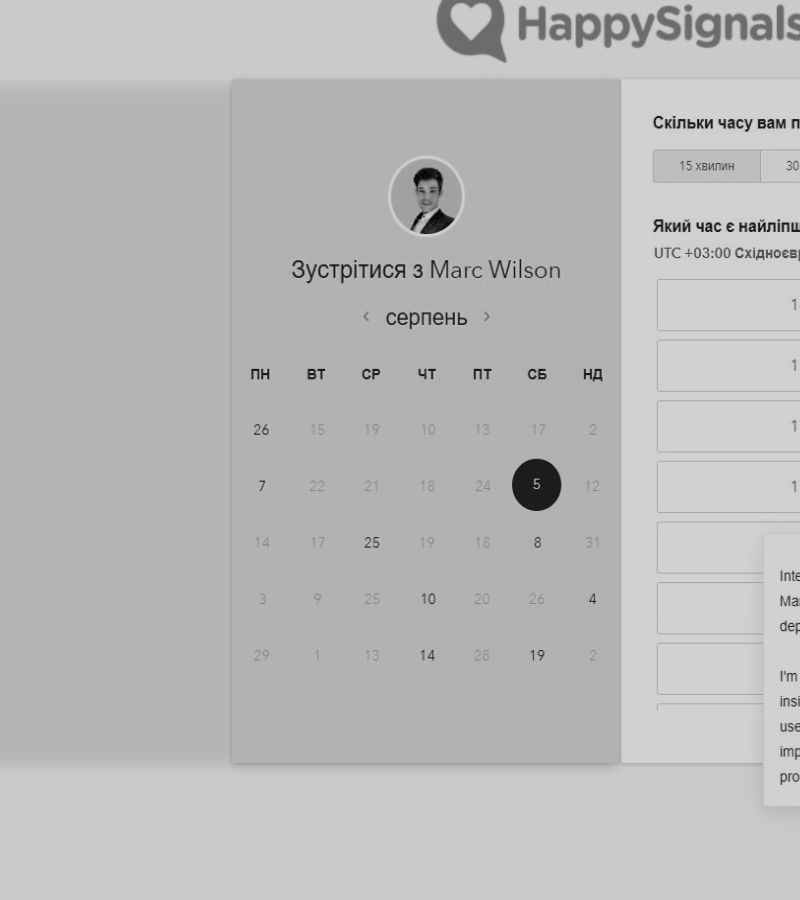 HappySignals
Зустрітися з Marc Wilson
‹ серпень ›
ПН ВТ СР ЧТ ПТ СБ НД
26 15 19 10 13 17 2
7 22 21 18 24 5 12
14 17 25 19 18 8 31
3 9 25 10 20 26 4
29 1 13 14 28 19 2
Скільки часу вам п
15 хвилин 30
Який час є найліпш
UTC +03:00 Східноєв
1
1
1
1
Inte
Mar
dep
I'm
insi
use
imp
pro